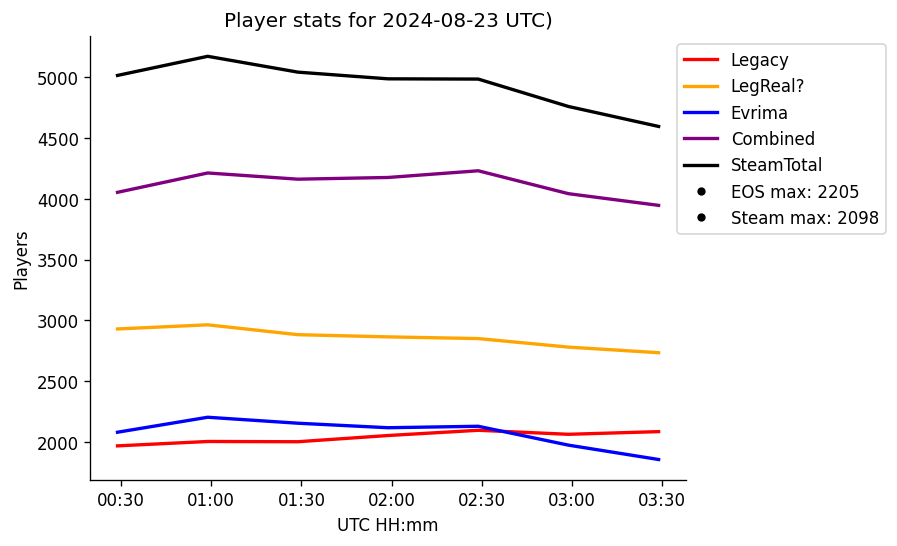 Player stats for 2024-08-23 UTC)
Legacy
LegReal?
Evrima
Combined
SteamTotal
EOS max: 2205
Steam max: 2098
Players
5000
4500
4000
3500
3000
2500
2000
00:30 01:00 01:30 02:00 02:30 03:00 03:30
UTC HH:mm